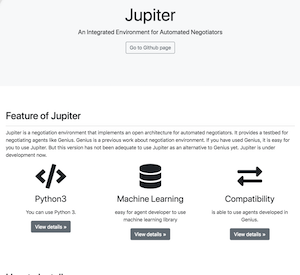 Jupiter
An Integrated Environment for Automated Negotiators
Go to Github page
Feature of Jupiter
Jupiter is a negotiation environment that implements an open architecture for automated negotiators. It provides a testbed for
negotiating agents like Genius. Genius is a previous work about negotiation environment. If you have used Genius, it is easy for
you to use Jupiter. But this version has not been adequate to use Jupiter as an alternative to Genius yet. Jupiter is under
development now.
Python3
You can use Python 3.
View details »
Machine Learning
easy for agent developer to use
machine learning library
View details »
Compatibility
is able to use agents developed in
Genius.
View details »